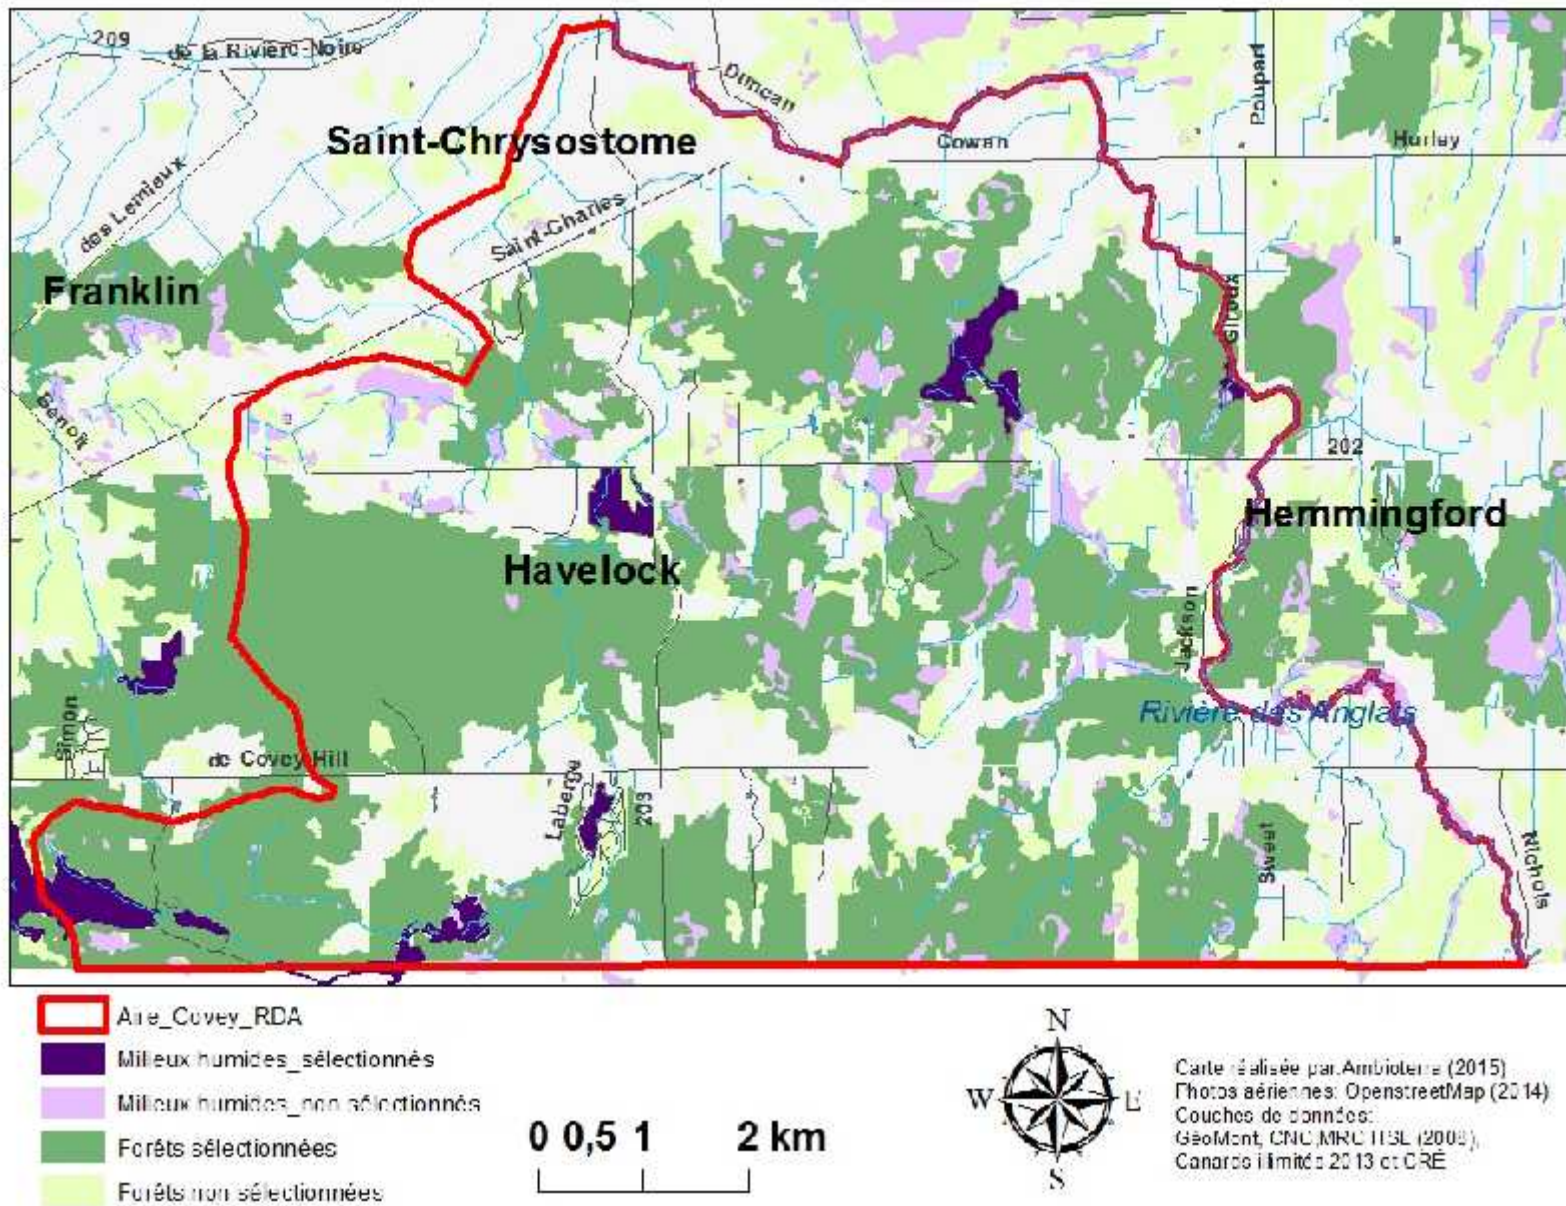 209
de la Rivière-Noire
Duncan
Poupart
Saint-Chrysostome
Cowan
Hurley
des Lemieux
Saint-Charles
Franklin
Giroux
Benoit
202
Hemmingford
Havelock
Jackson
Simon
Rivière des Anglais
de Covey Hill
Laberge
203
Sweet
Nichols
Aire_Covey_RDA
Milieux humides_sélectionnés
Milieux humides_non sélectionnés
Forêts sélectionnées
Forêts non sélectionnées
0 0,5 1 2 km
N
W E
S
Carte réalisée par Ambioterra (2015)
Photos aériennes: OpenstreetMap (2014)
Couches de données:
GéoMont, CNC,MRC HSL (2008),
Canards illimités 2013 et CRÉ